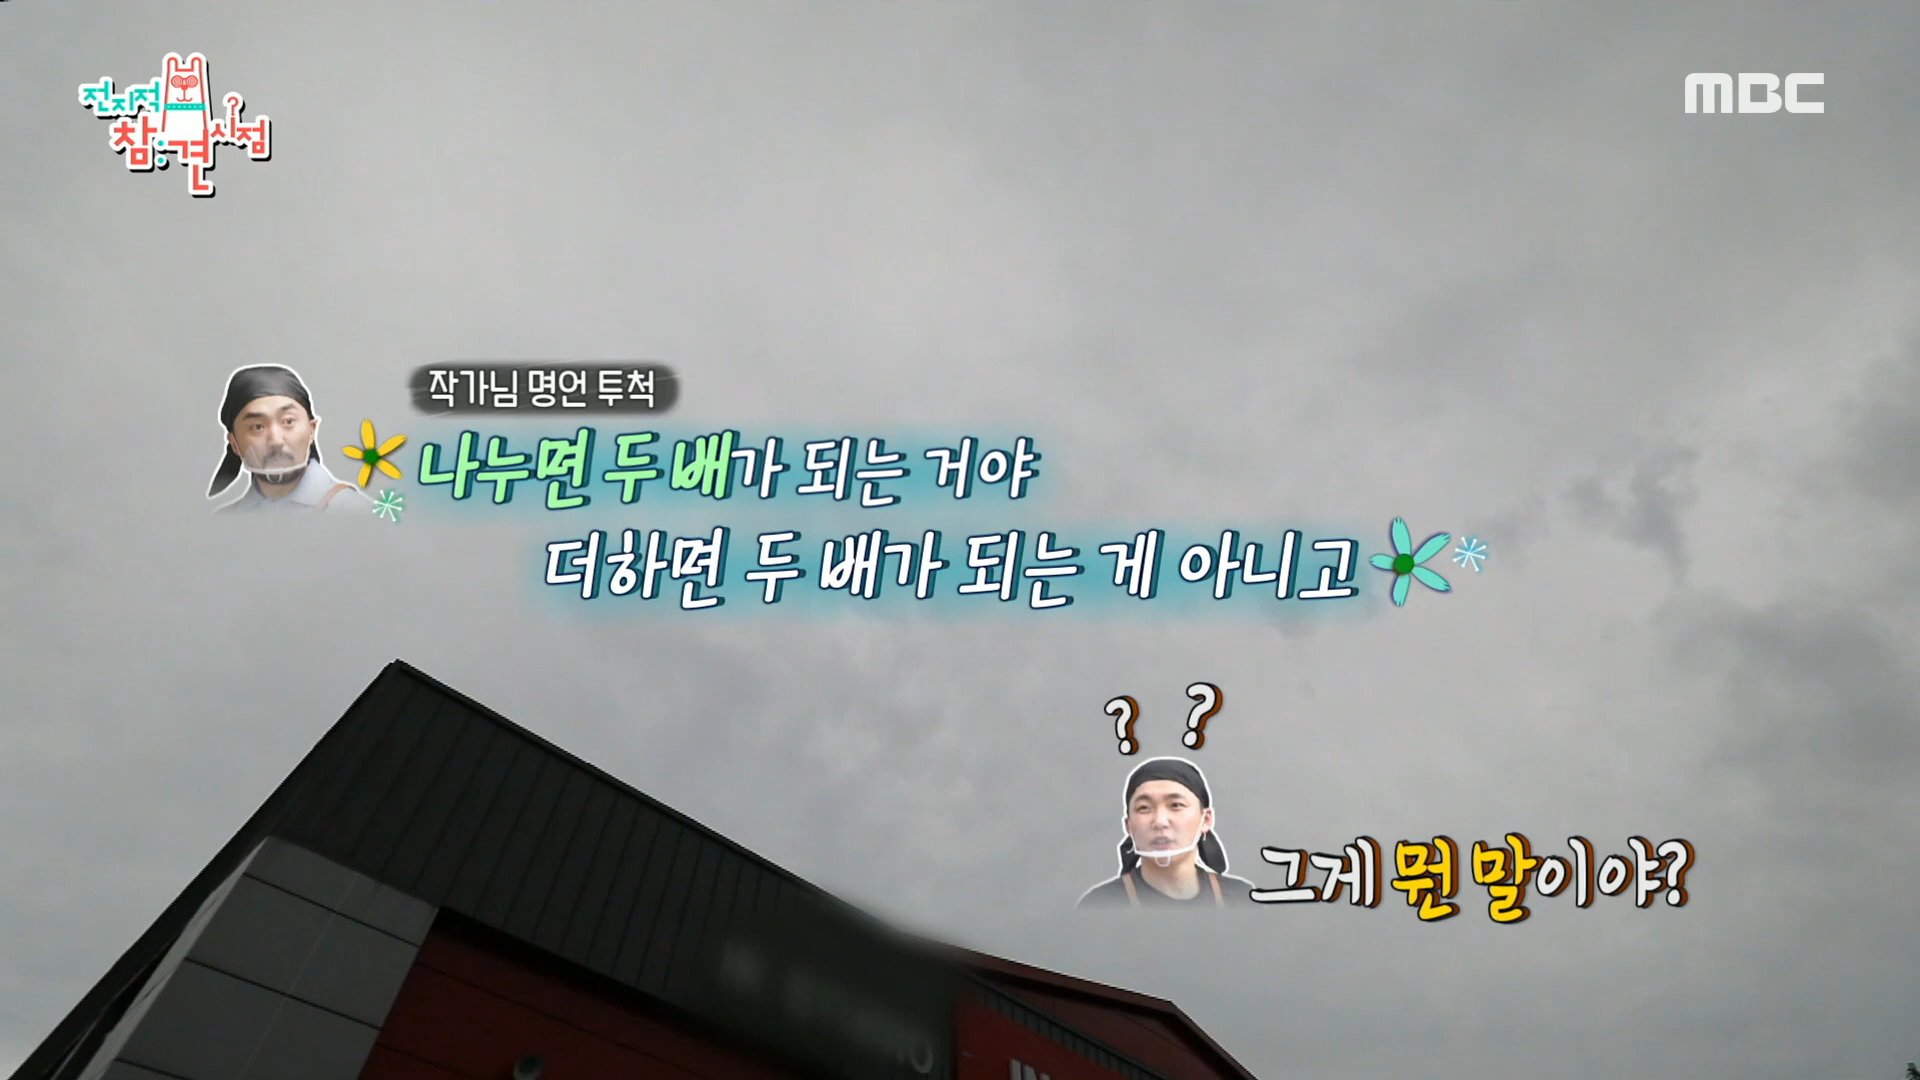 전지적
참견 시점
MBC
작가님 명언 투척
나누면 두 배가 되는 거야
더하면 두 배가 되는 게 아니고
? ?
그게 뭔 말이야?
IN